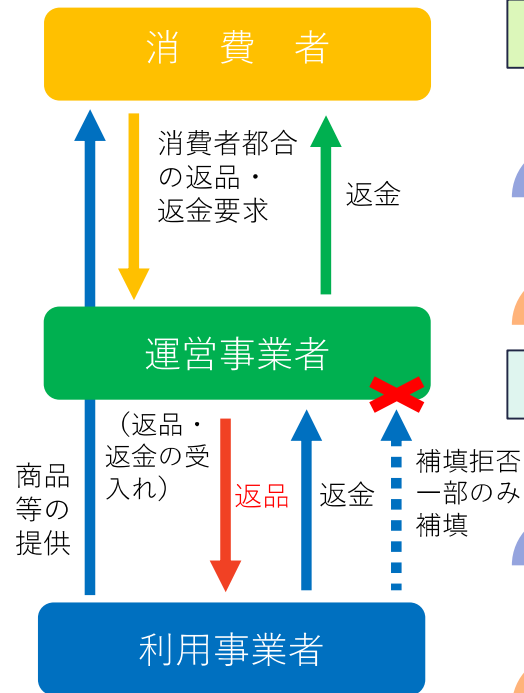 消　費　者
消費者都合
の返品・
返金要求
返金
運営事業者
（返品・
返金の受
入れ）
商品
等の
提供
返品
返金
補填拒否
一部のみ
補填
利用事業者